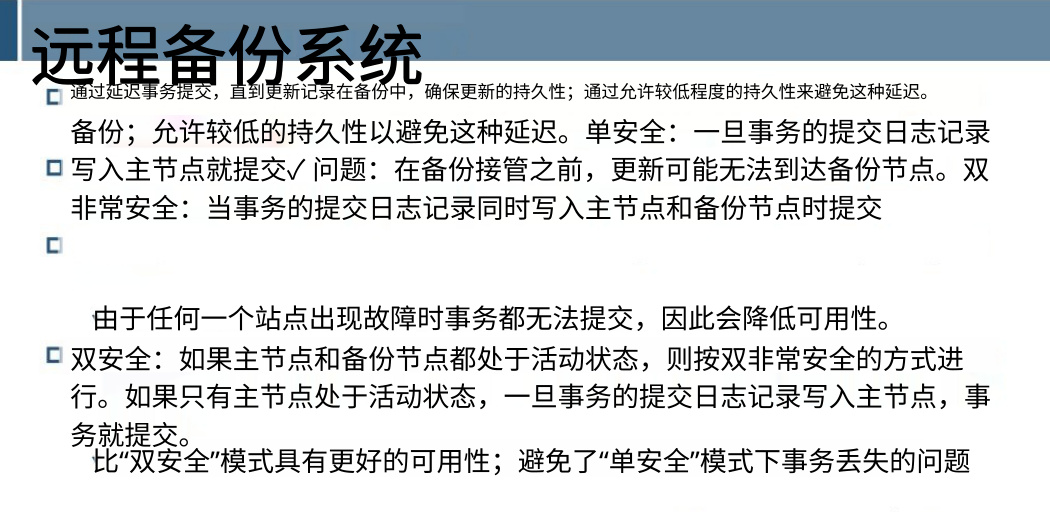 远程备份系统
通过延迟事务提交，直到更新记录在备份中，确保更新的持久性；通过允许较低程度的持久性来避免这种延迟。
备份；允许较低的持久性以避免这种延迟。单安全：一旦事务的提交日志记录
写入主节点就提交✓ 问题：在备份接管之前，更新可能无法到达备份节点。双
非常安全：当事务的提交日志记录同时写入主节点和备份节点时提交
由于任何一个站点出现故障时事务都无法提交，因此会降低可用性。
双安全：如果主节点和备份节点都处于活动状态，则按双非常安全的方式进
行。如果只有主节点处于活动状态，一旦事务的提交日志记录写入主节点，事
务就提交。
比“双安全”模式具有更好的可用性；避免了“单安全”模式下事务丢失的问题